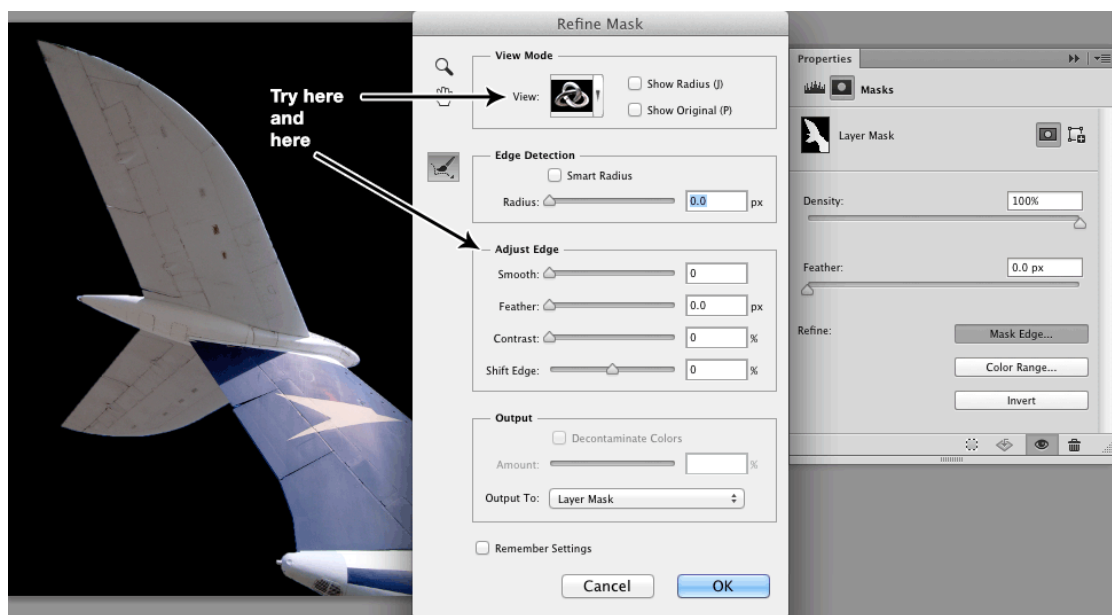 Refine Mask
View Mode
Try here
and
here
View:
Show Radius (J)
Show Original (P)
Edge Detection
Smart Radius
Radius: 0.0 px
Adjust Edge
Smooth: 0
Feather: 0.0 px
Contrast: 0 %
Shift Edge: 0 %
Output
Decontaminate Colors
Amount: %
Output To: Layer Mask
Remember Settings
Cancel OK
Properties
Masks
Layer Mask
Density: 100%
Feather: 0.0 px
Refine: Mask Edge...
Color Range...
Invert